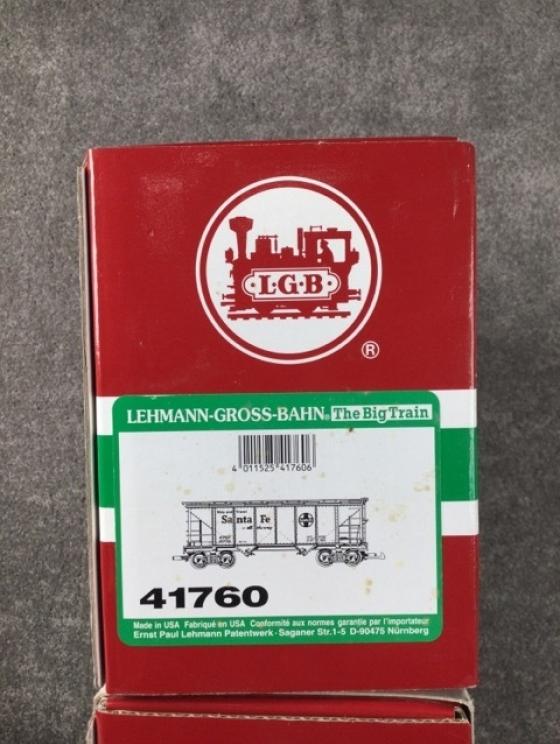 L·G·B
®
LEHMANN-GROSS-BAHN® The Big Train
4 011525 417606
Santa Fe
41760
Made in USA Fabriqué en USA Conformité aux normes garantie par l'importateur
Ernst Paul Lehmann Patentwerk · Saganer Str.1-5 D-90475 Nürnberg